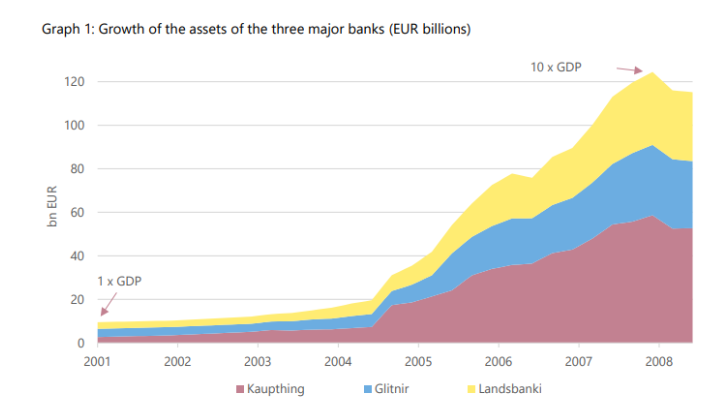 Graph 1: Growth of the assets of the three major banks (EUR billions)
10 x GDP
120
100
80
60
40
20
0
bn EUR
1 x GDP
2001 2002 2003 2004 2005 2006 2007 2008
Kaupthing Glitnir Landsbanki